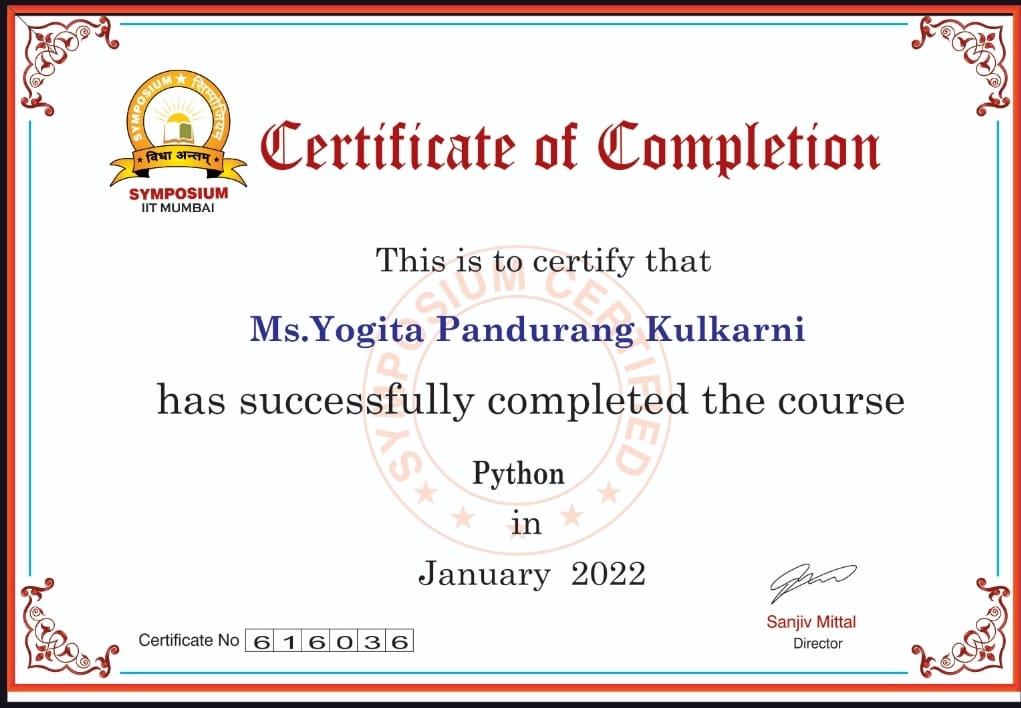 SYMPOSIUM ★ सिम्पोजियम
★ विधा अन्तम् ★
SYMPOSIUM
IIT MUMBAI
Certificate of Completion
This is to certify that
Ms.Yogita Pandurang Kulkarni
has successfully completed the course
Python
in
January 2022
SYMPOSIUM CERTIFIED
Certificate No 616036
Sanjiv Mittal
Director